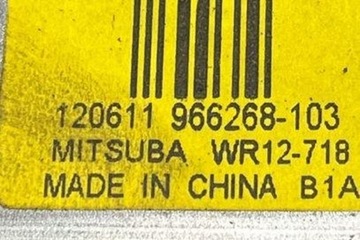 120611 966268-103
MITSUBA WR12-718
MADE IN CHINA B1A